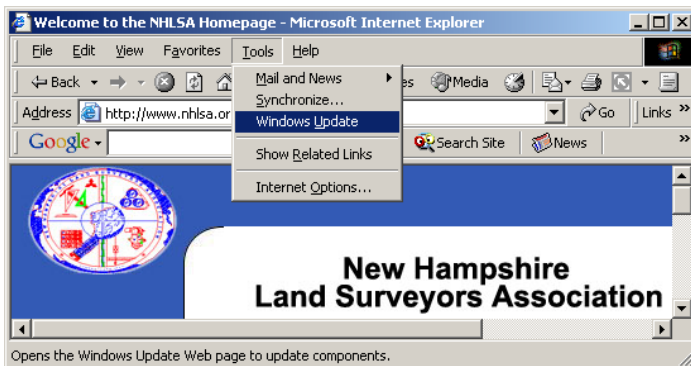 Welcome to the NHLSA Homepage - Microsoft Internet Explorer
File Edit View Favorites Tools Help
Back Media
Address http://www.nhlsa.or Go Links »
Google Search Site News »
Mail and News
Synchronize...
Windows Update
Show Related Links
Internet Options...
New Hampshire
Land Surveyors Association
Opens the Windows Update Web page to update components.